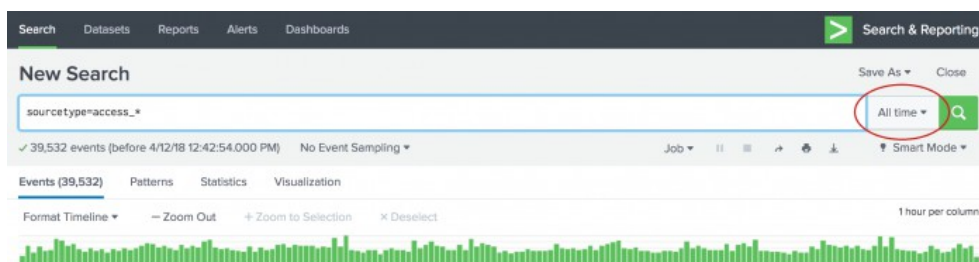 Search Datasets Reports Alerts Dashboards Search & Reporting
New Search Save As Close
sourcetype=access_* All time
39,532 events (before 4/12/18 12:42:54.000 PM) No Event Sampling Job Smart Mode
Events (39,532) Patterns Statistics Visualization
Format Timeline — Zoom Out + Zoom to Selection × Deselect 1 hour per column